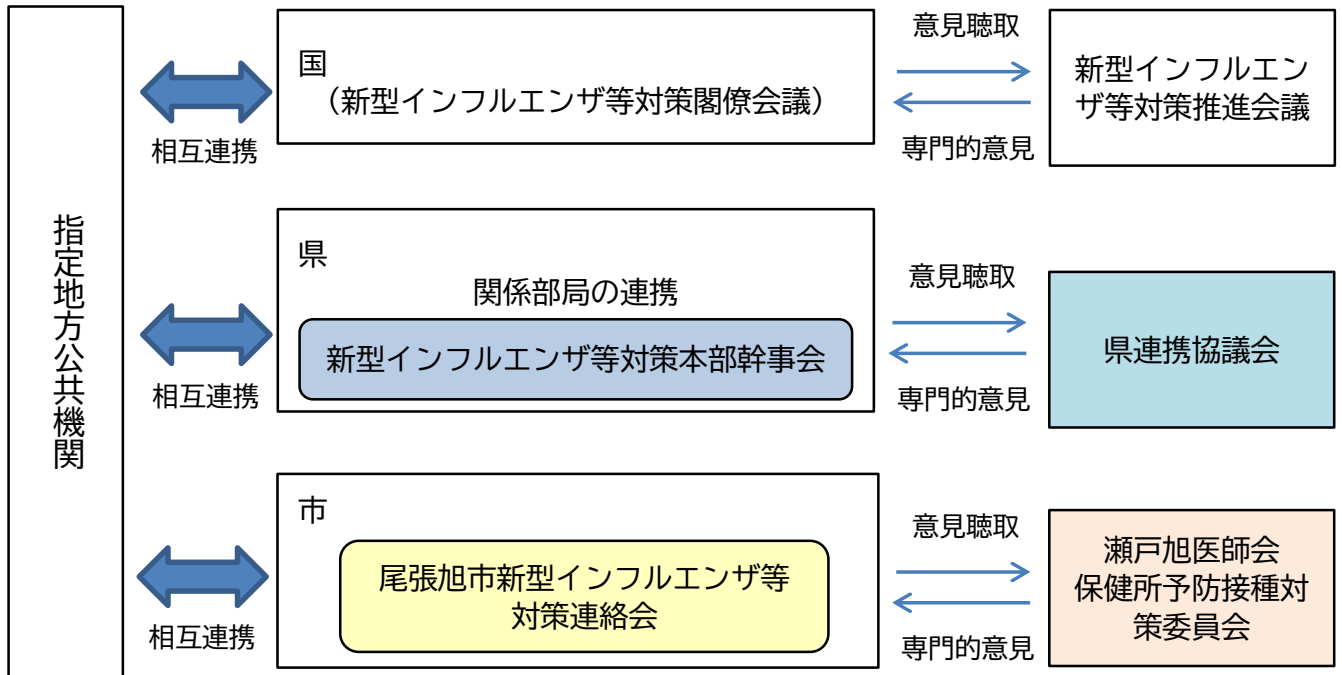 指定地方公共機関
相互連携
国
（新型インフルエンザ等対策閣僚会議）
意見聴取
専門的意見
新型インフルエン
ザ等対策推進会議
相互連携
県
関係部局の連携
新型インフルエンザ等対策本部幹事会
意見聴取
専門的意見
県連携協議会
相互連携
市
尾張旭市新型インフルエンザ等
対策連絡会
意見聴取
専門的意見
瀬戸旭医師会
保健所予防接種対
策委員会